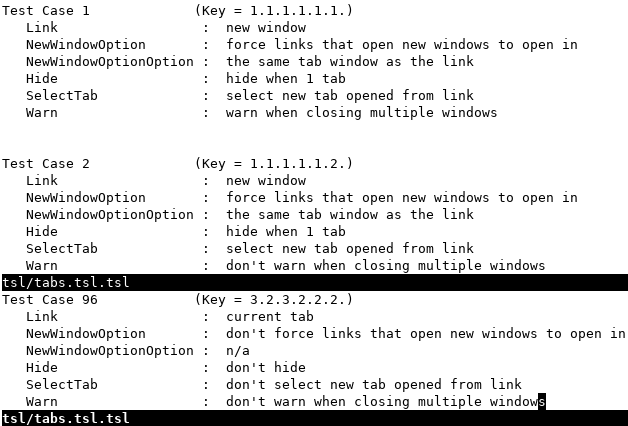 Test Case 1             (Key = 1.1.1.1.1.1.)
   Link                  :  new window
   NewWindowOption       :  force links that open new windows to open in
   NewWindowOptionOption :  the same tab window as the link
   Hide                  :  hide when 1 tab
   SelectTab             :  select new tab opened from link
   Warn                  :  warn when closing multiple windows
Test Case 2             (Key = 1.1.1.1.1.2.)
   Link                  :  new window
   NewWindowOption       :  force links that open new windows to open in
   NewWindowOptionOption :  the same tab window as the link
   Hide                  :  hide when 1 tab
   SelectTab             :  select new tab opened from link
   Warn                  :  don't warn when closing multiple windows
tsl/tabs.tsl.tsl
Test Case 96            (Key = 3.2.3.2.2.2.)
   Link                  :  current tab
   NewWindowOption       :  don't force links that open new windows to open in
   NewWindowOptionOption :  n/a
   Hide                  :  don't hide
   SelectTab             :  don't select new tab opened from link
   Warn                  :  don't warn when closing multiple windows
tsl/tabs.tsl.tsl